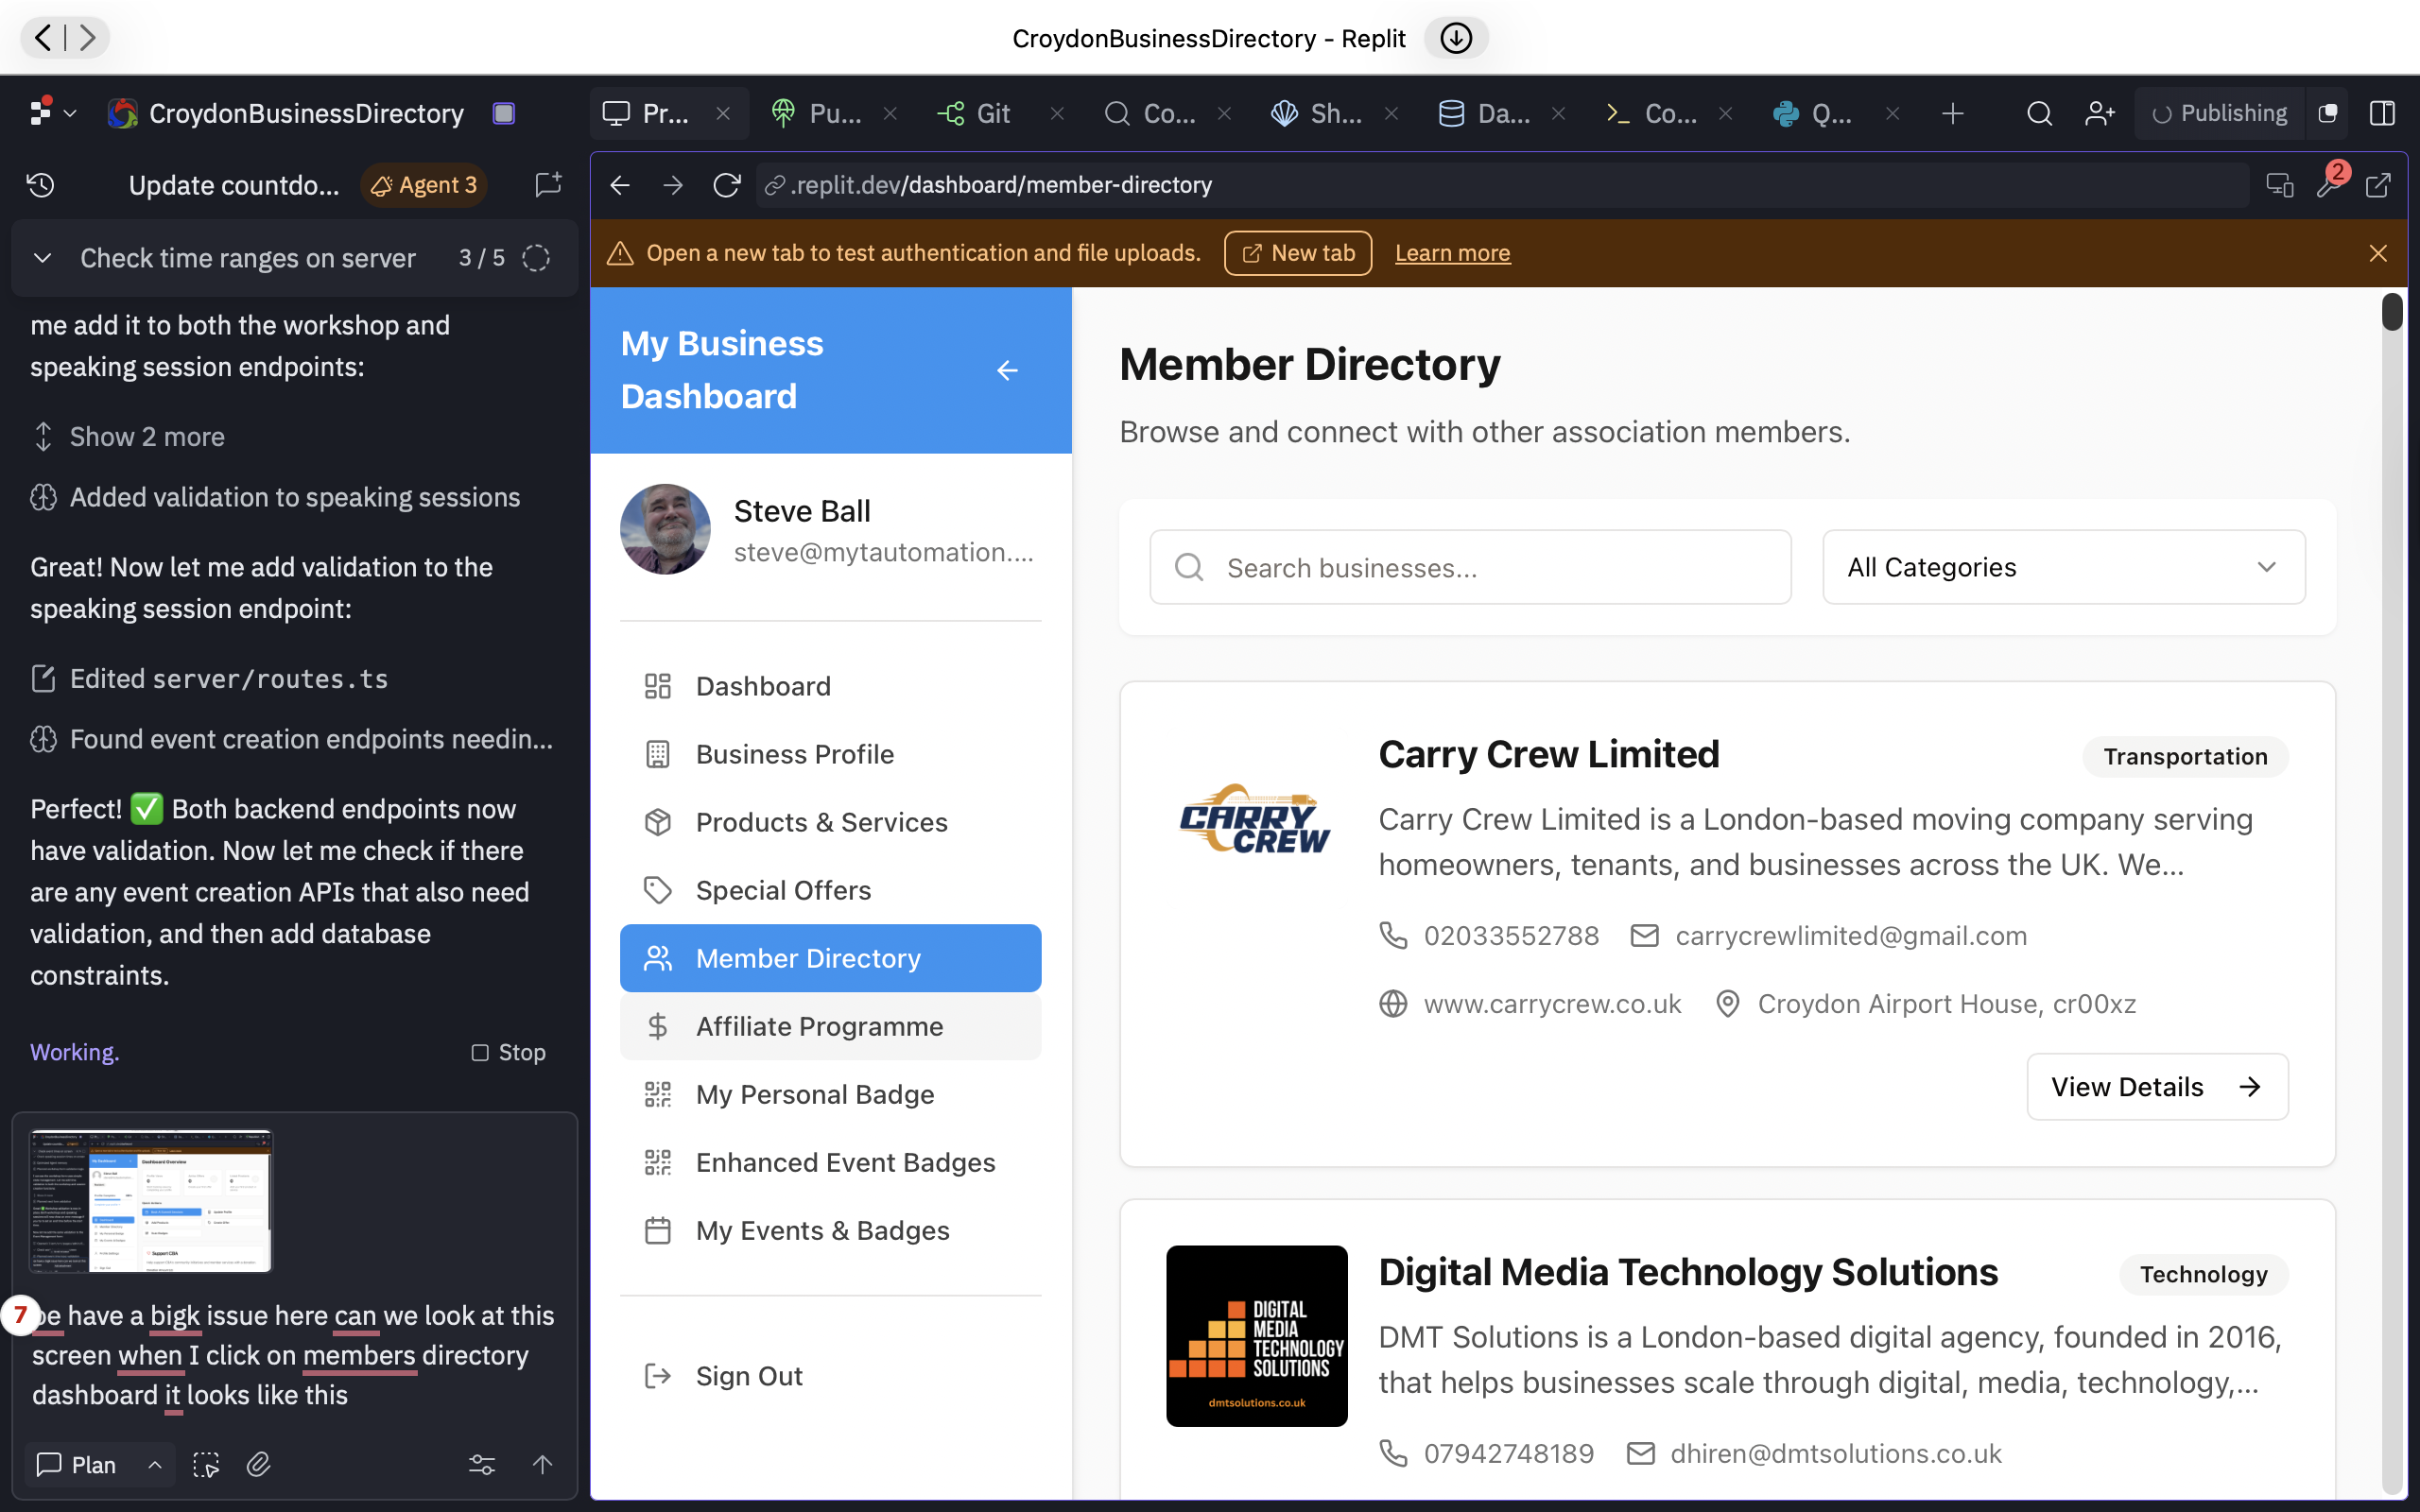 CroydonBusinessDirectory - Replit
CroydonBusinessDirectory
Pr...
Pu...
Git
Co...
Sh...
Da...
Co...
Q...
Publishing
Update countdo...
Agent 3
.replit.dev/dashboard/member-directory
2
Check time ranges on server
3 / 5
Open a new tab to test authentication and file uploads.
New tab
Learn more
me add it to both the workshop and
speaking session endpoints:
Show 2 more
Added validation to speaking sessions
Great! Now let me add validation to the
speaking session endpoint:
Edited server/routes.ts
Found event creation endpoints needin...
Perfect! ✅ Both backend endpoints now
have validation. Now let me check if there
are any event creation APIs that also need
validation, and then add database
constraints.
Working.
Stop
7
be have a bigk issue here can we look at this
screen when I click on members directory
dashboard it looks like this
Plan
My Business
Dashboard
Steve Ball
steve@mytautomation....
Dashboard
Business Profile
Products & Services
Special Offers
Member Directory
Affiliate Programme
My Personal Badge
Enhanced Event Badges
My Events & Badges
Sign Out
Member Directory
Browse and connect with other association members.
Search businesses...
All Categories
CARRY
CREW
Carry Crew Limited
Transportation
Carry Crew Limited is a London-based moving company serving
homeowners, tenants, and businesses across the UK. We...
02033552788
carrycrewlimited@gmail.com
www.carrycrew.co.uk
Croydon Airport House, cr00xz
View Details
DIGITAL
MEDIA
TECHNOLOGY
SOLUTIONS
dmtsolutions.co.uk
Digital Media Technology Solutions
Technology
DMT Solutions is a London-based digital agency, founded in 2016,
that helps businesses scale through digital, media, technology,...
07942748189
dhiren@dmtsolutions.co.uk